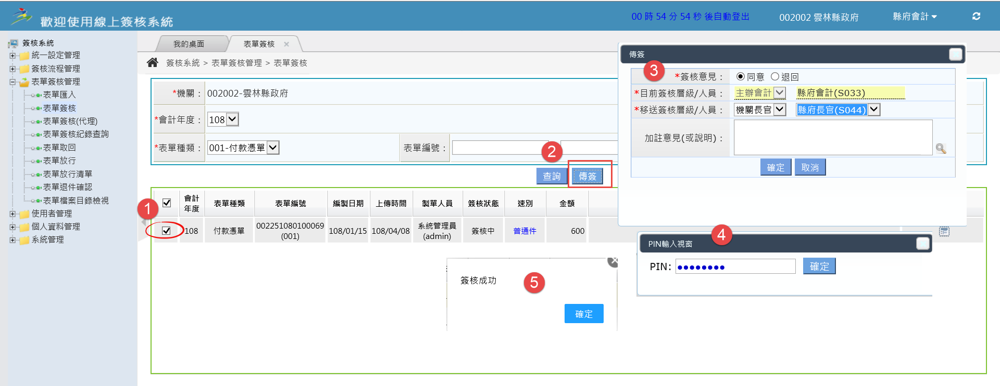 歡迎使用線上簽核系統
00 時 54 分 54 秒 後自動登出
002002 雲林縣政府
縣府會計
簽核系統
統一設定管理
簽核流程管理
表單簽核管理
表單匯入
表單簽核
表單簽核(代理)
表單簽核紀錄查詢
表單取回
表單放行
表單放行清單
表單退件確認
表單檔案目錄檢視
使用者管理
個人資料管理
系統管理
我的桌面
表單簽核
簽核系統 > 表單簽核管理 > 表單簽核
*機關：
002002-雲林縣政府
*會計年度：
108
*表單種類：
001-付款憑單
表單編號：
2
查詢
傳簽
1
會計
年度
表單種類
表單編號
編製日期
上傳時間
製單人員
簽核狀態
速別
金額
108
付款憑單
002251080100069
(001)
108/01/15
108/04/08
系統管理員
(admin)
簽核中
普通件
600
傳簽
3
*簽核意見：
同意
退回
*目前簽核層級/人員：
主辦會計
縣府會計(S033)
*移送簽核層級/人員：
機關長官
縣府長官(S044)
加註意見(或說明)：
確定
取消
4
PIN輸入視窗
PIN:
確定
簽核成功
5
確定